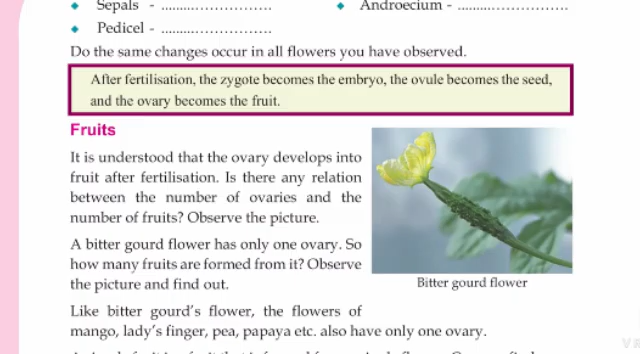 Sepals - ............................
Androecium - ............................
Pedicel - ............................
Do the same changes occur in all flowers you have observed.
After fertilisation, the zygote becomes the embryo, the ovule becomes the seed,
and the ovary becomes the fruit.
Fruits
It is understood that the ovary develops into
fruit after fertilisation. Is there any relation
between the number of ovaries and the
number of fruits? Observe the picture.
A bitter gourd flower has only one ovary. So
how many fruits are formed from it? Observe
the picture and find out.
Bitter gourd flower
Like bitter gourd's flower, the flowers of
mango, lady's finger, pea, papaya etc. also have only one ovary.